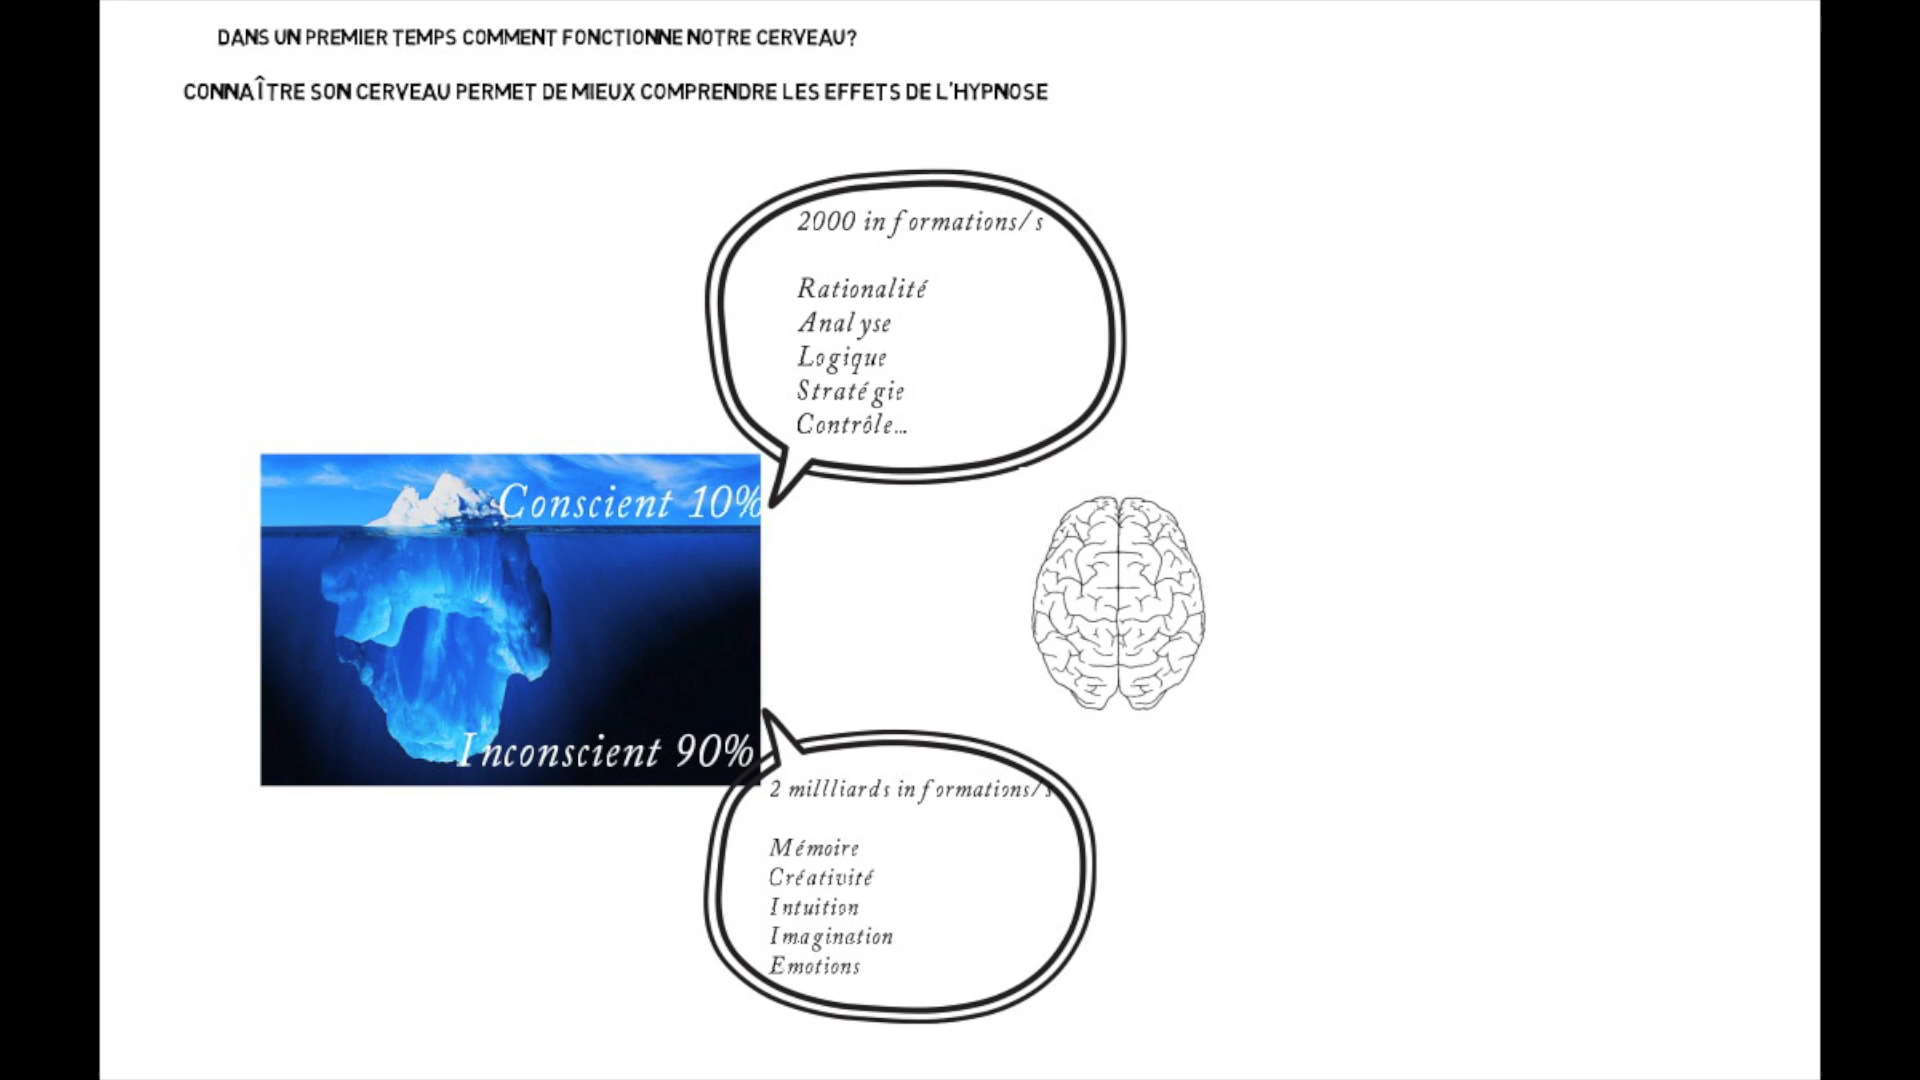 DANS UN PREMIER TEMPS COMMENT FONCTIONNE NOTRE CERVEAU?
CONNAÎTRE SON CERVEAU PERMET DE MIEUX COMPRENDRE LES EFFETS DE L'HYPNOSE
2000 informations/s
Rationalité
Analyse
Logique
Stratégie
Contrôle...
Conscient 10%
Inconscient 90%
2 millliards informations/s
Mémoire
Créativité
Intuition
Imagination
Emotions